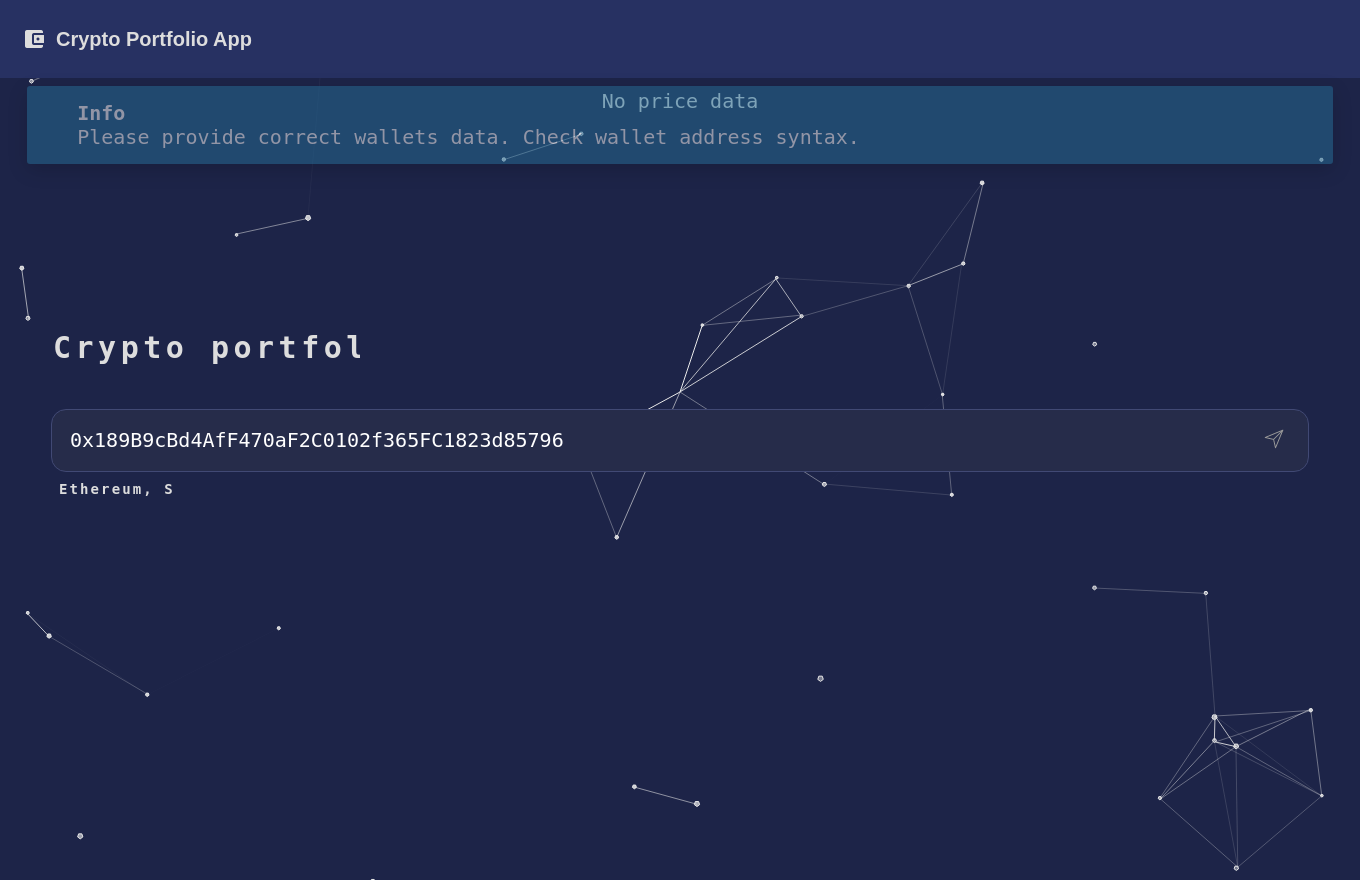 Crypto Portfolio App
No price data
Info
Please provide correct wallets data. Check wallet address syntax.
Crypto portfol
0x189B9cBd4AfF470aF2C0102f365FC1823d85796
Ethereum, S